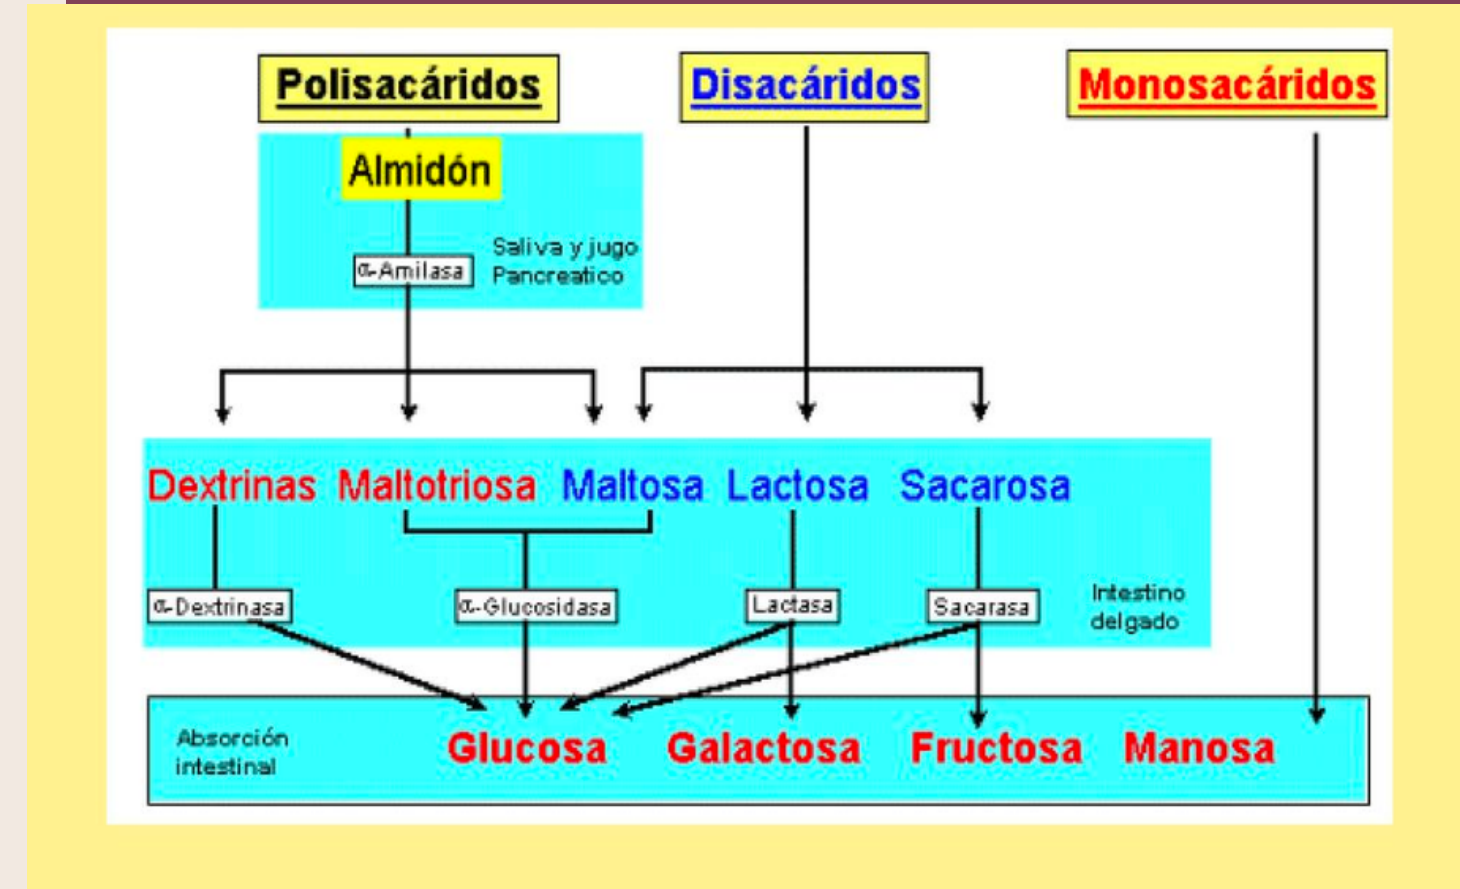 Polisacáridos
Disacáridos
Monosacáridos
Almidón
Saliva y jugo
Pancreatico
α-Amilasa
Dextrinas
Maltotriosa
Maltosa
Lactosa
Sacarosa
α-Dextrinasa
α-Glucosidasa
Lactasa
Sacarasa
Intestino
delgado
Absorción
intestinal
Glucosa
Galactosa
Fructosa
Manosa